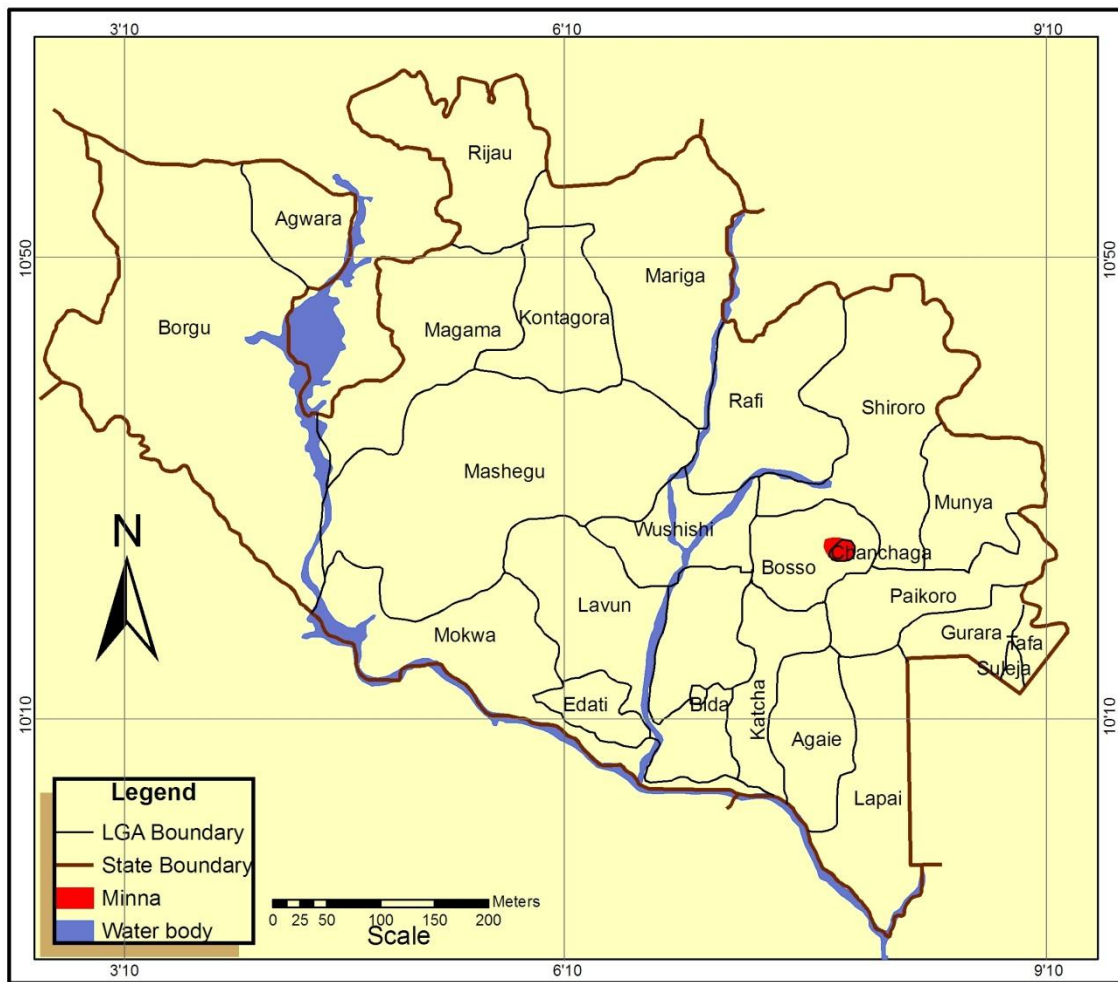 3'10
6'10
9'10
Rijau
Agwara
10'50
10'50
Mariga
Borgu
Magama
Kontagora
Rafi
Shiroro
Mashegu
Munya
Wushishi
Chanchaga
Bosso
N
Lavun
Paikoro
Mokwa
Gurara
Tafa
Suleja
Edati
Bida
Katcha
10'10
10'10
Agaie
Lapai
Legend
LGA Boundary
State Boundary
Minna
Water body
Meters
0 25 50 100 150 200
Scale
3'10
6'10
9'10